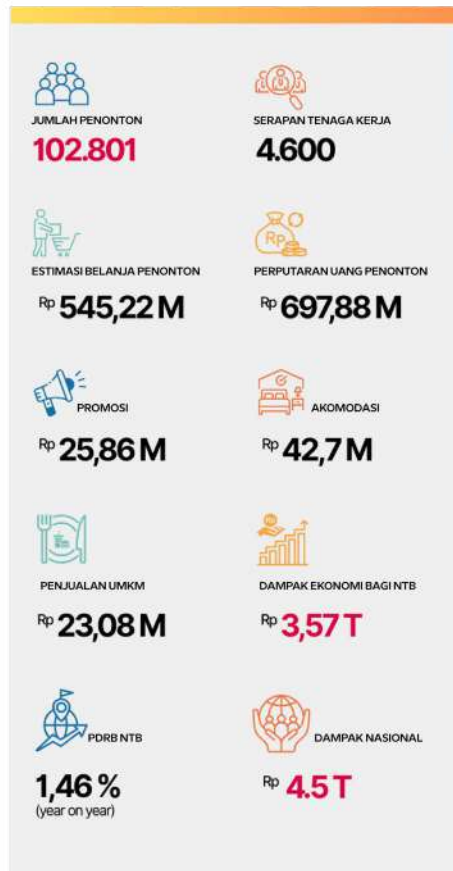 JUMLAH PENONTON
102.801
SERAPAN TENAGA KERJA
4.600
ESTIMASI BELANJA PENONTON
Rp 545,22 M
PERPUTARAN UANG PENONTON
Rp
Rp 697,88 M
PROMOSI
Rp 25,86 M
AKOMODASI
Rp 42,7 M
PENJUALAN UMKM
Rp 23,08 M
DAMPAK EKONOMI BAGI NTB
Rp 3,57 T
PDRB NTB
1,46 %
(year on year)
DAMPAK NASIONAL
Rp 4.5 T